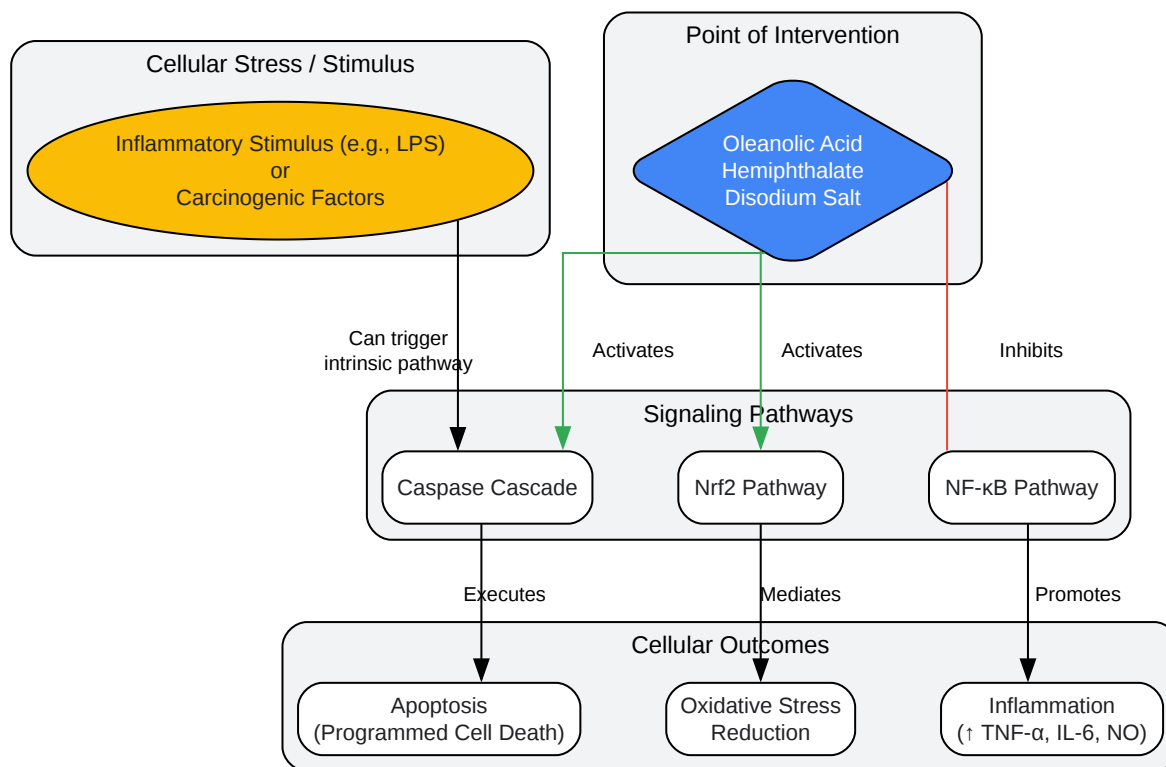 Cellular Stress / Stimulus
Inflammatory Stimulus (e.g., LPS)
or
Carcinogenic Factors
Point of Intervention
Oleanolic Acid
Hemiphthalate
Disodium Salt
Can trigger
intrinsic pathway
Activates
Activates
Inhibits
Signaling Pathways
Caspase Cascade
Nrf2 Pathway
NF-κB Pathway
Executes
Mediates
Promotes
Cellular Outcomes
Apoptosis
(Programmed Cell Death)
Oxidative Stress
Reduction
Inflammation
(↑ TNF-α, IL-6, NO)